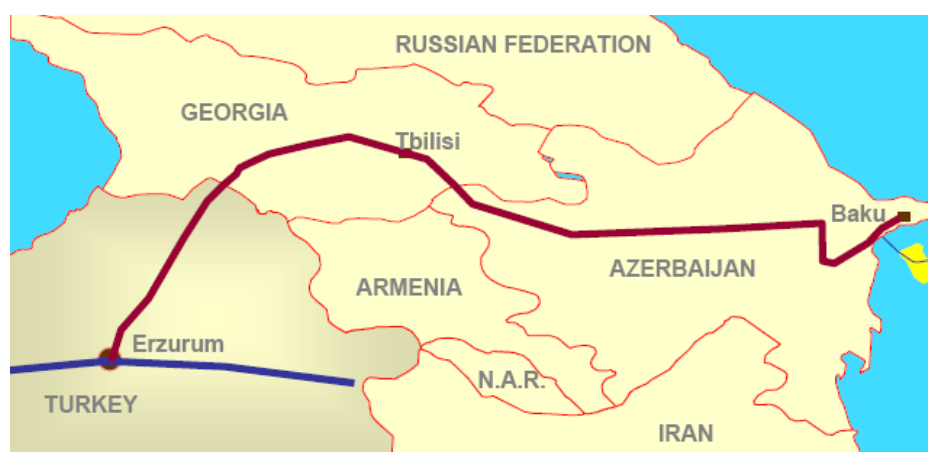 RUSSIAN FEDERATION
GEORGIA
Tbilisi
Baku
AZERBAIJAN
ARMENIA
Erzurum
N.A.R.
TURKEY
IRAN